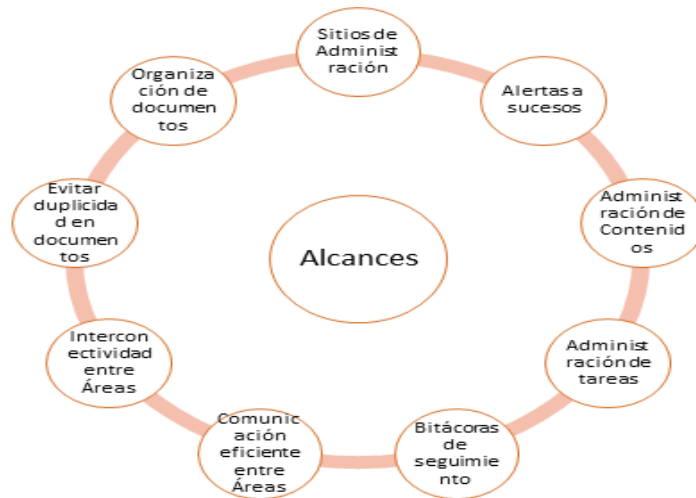 Sitios de
Administ
ración
Alertas a
sucesos
Administ
ración de
Contenid
os
Administ
ración de
tareas
Bitácoras
de
seguimie
nto
Comunic
ación
eficiente
entre
Áreas
Intercon
ectividad
entre
Áreas
Evitar
duplicida
d en
documen
tos
Organiza
ción de
documen
tos
Alcances